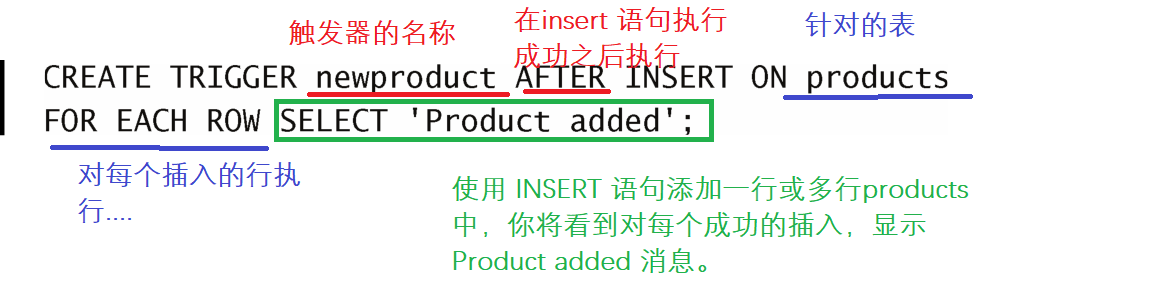 触发器的名称
在insert 语句执行
成功之后执行
针对的表
CREATE TRIGGER newproduct AFTER INSERT ON products
FOR EACH ROW SELECT 'Product added';
对每个插入的行执
行....
使用 INSERT 语句添加一行或多行products
中，你将看到对每个成功的插入，显示
Product added 消息。